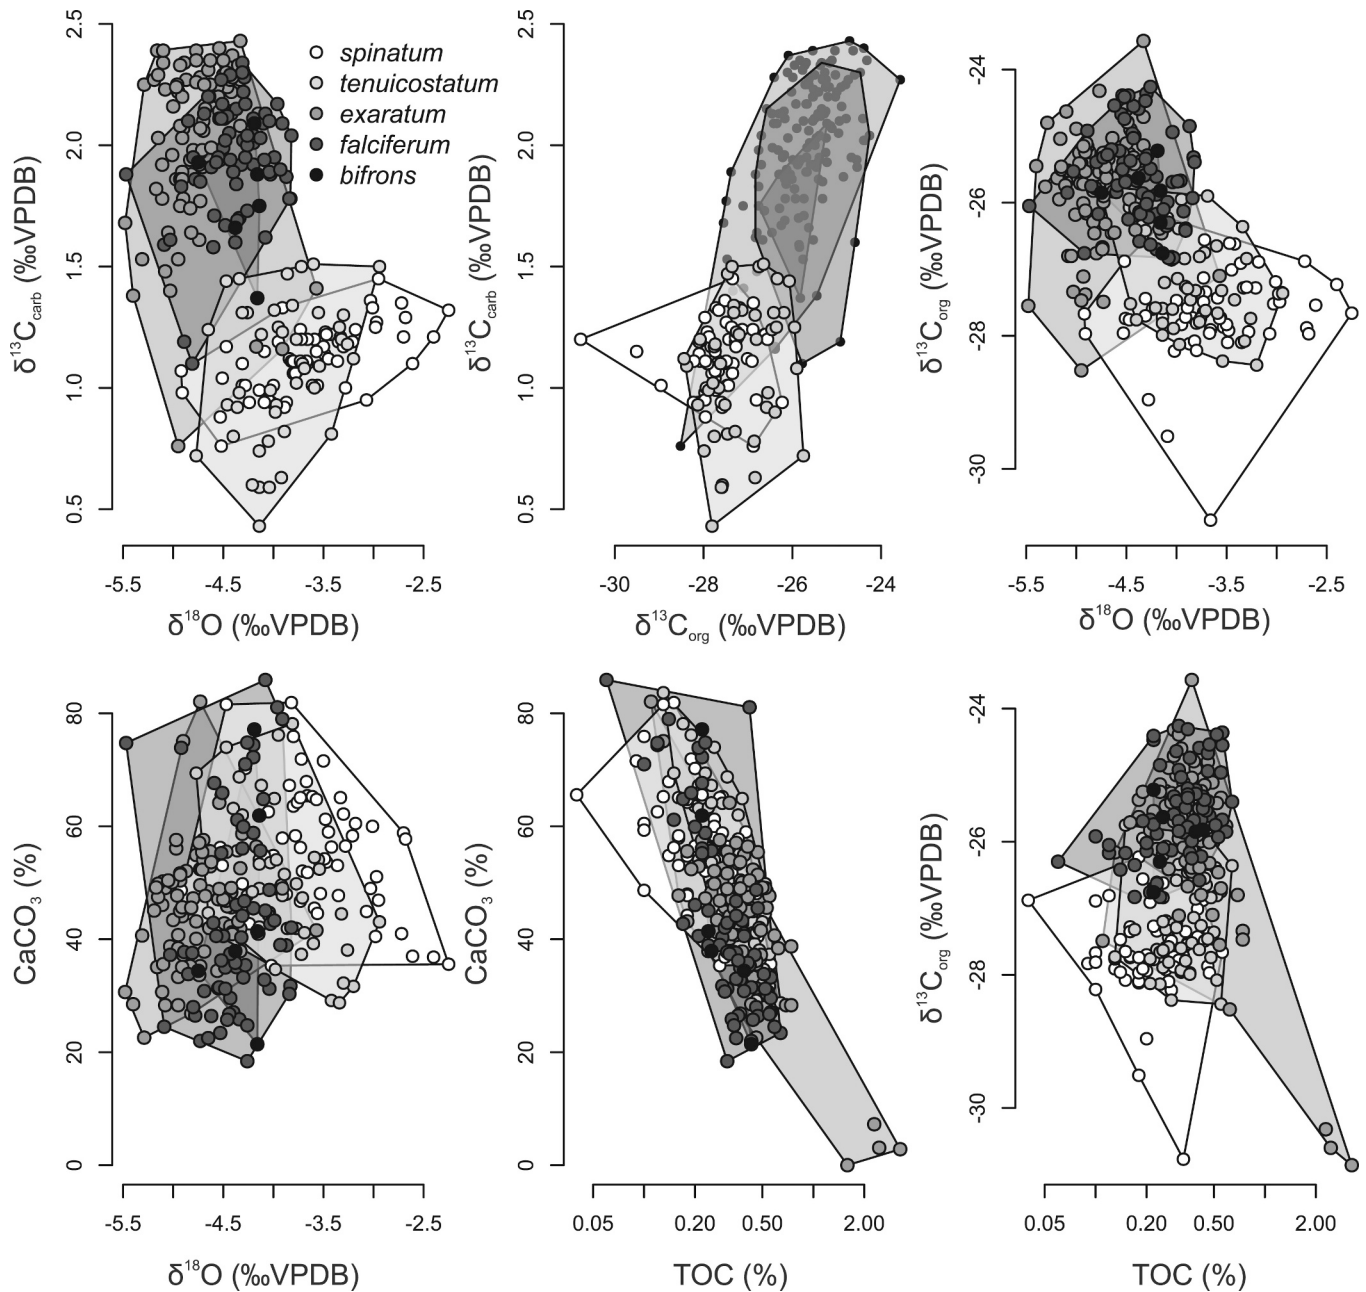 2.5
2.0
1.5
1.0
0.5
δ¹³C_carb (‰VPDB)
spinatum
tenuicostatum
exaratum
falciferum
bifrons
-5.5 -4.5 -3.5 -2.5
δ¹⁸O (‰VPDB)
2.5
2.0
1.5
1.0
0.5
δ¹³C_carb (‰VPDB)
-30 -28 -26 -24
δ¹³C_org (‰VPDB)
-24
-26
-28
-30
δ¹³C_org (‰VPDB)
-5.5 -4.5 -3.5 -2.5
δ¹⁸O (‰VPDB)
80
60
40
20
0
CaCO₃ (%)
-5.5 -4.5 -3.5 -2.5
δ¹⁸O (‰VPDB)
80
60
40
20
0
CaCO₃ (%)
0.05 0.20 0.50 2.00
TOC (%)
-24
-26
-28
-30
δ¹³C_org (‰VPDB)
0.05 0.20 0.50 2.00
TOC (%)